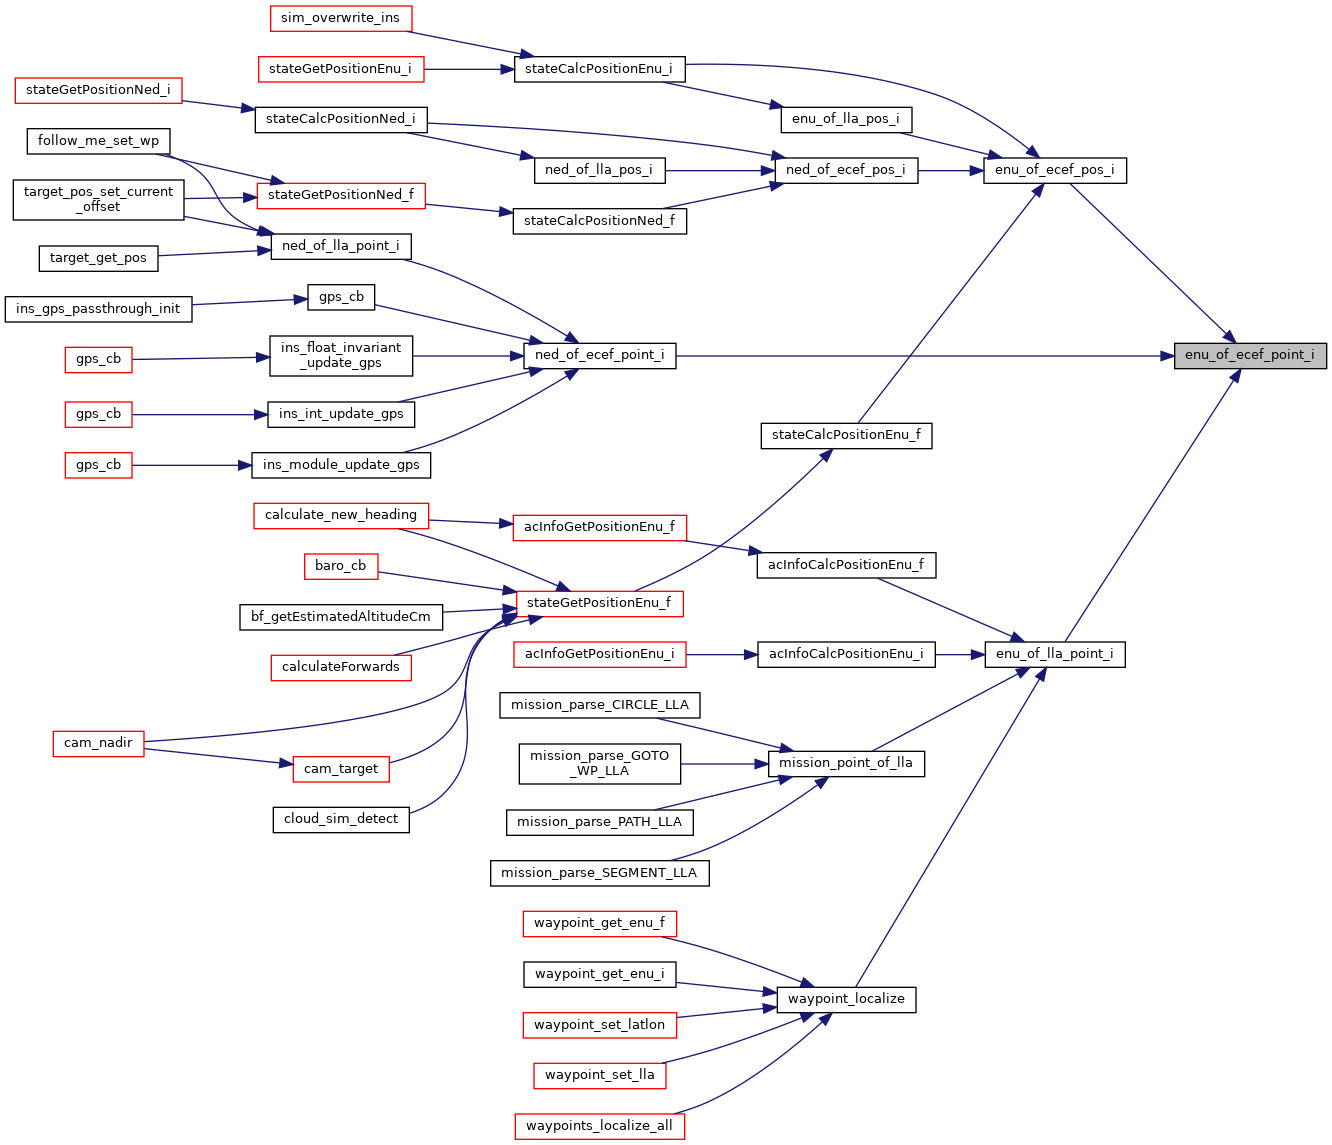 sim_overwrite_ins
stateGetPositionEnu_i
stateCalcPositionEnu_i
stateGetPositionNed_i
stateCalcPositionNed_i
enu_of_lla_pos_i
follow_me_set_wp
ned_of_lla_pos_i
ned_of_ecef_pos_i
enu_of_ecef_pos_i
target_pos_set_current
_offset
stateGetPositionNed_f
stateCalcPositionNed_f
target_get_pos
ned_of_lla_point_i
ins_gps_passthrough_init
gps_cb
gps_cb
ins_float_invariant
_update_gps
ned_of_ecef_point_i
enu_of_ecef_point_i
gps_cb
ins_int_update_gps
gps_cb
ins_module_update_gps
stateCalcPositionEnu_f
calculate_new_heading
acInfoGetPositionEnu_f
baro_cb
acInfoCalcPositionEnu_f
bf_getEstimatedAltitudeCm
stateGetPositionEnu_f
calculateForwards
acInfoGetPositionEnu_i
acInfoCalcPositionEnu_i
enu_of_lla_point_i
mission_parse_CIRCLE_LLA
cam_nadir
cam_target
mission_parse_GOTO
_WP_LLA
mission_point_of_lla
cloud_sim_detect
mission_parse_PATH_LLA
mission_parse_SEGMENT_LLA
waypoint_get_enu_f
waypoint_get_enu_i
waypoint_localize
waypoint_set_latlon
waypoint_set_lla
waypoints_localize_all